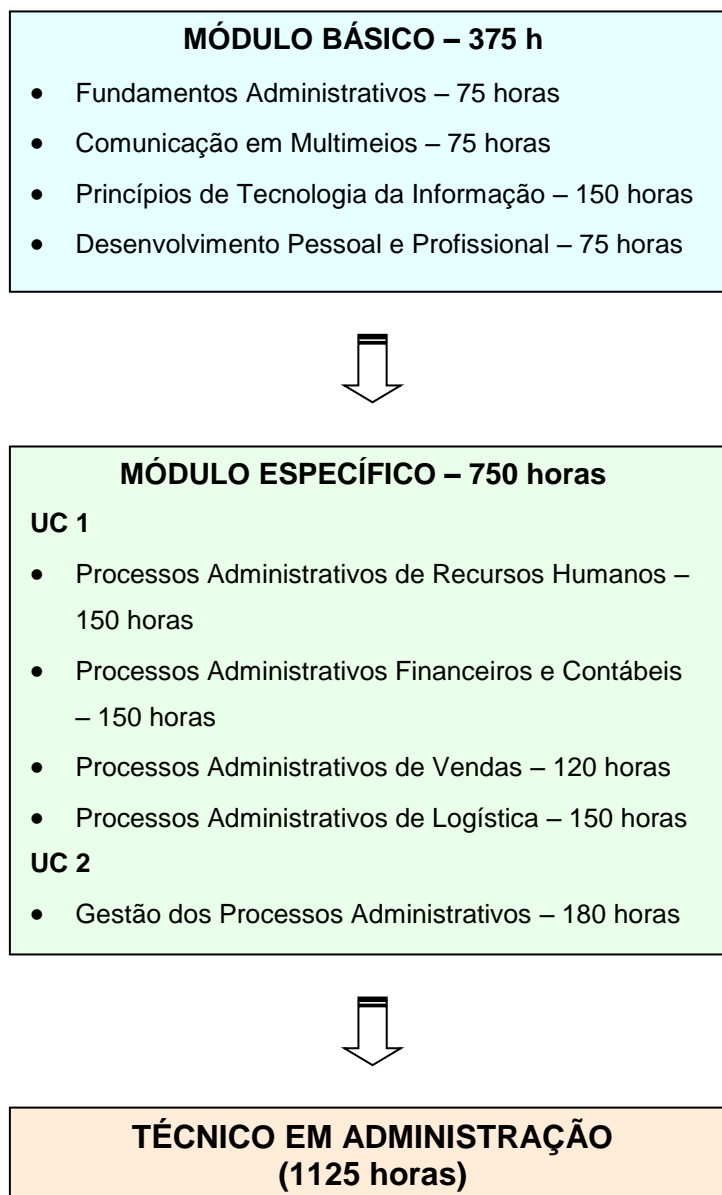 MÓDULO BÁSICO – 375 h
• Fundamentos Administrativos – 75 horas
• Comunicação em Multimeios – 75 horas
• Princípios de Tecnologia da Informação – 150 horas
• Desenvolvimento Pessoal e Profissional – 75 horas
MÓDULO ESPECÍFICO – 750 horas
UC 1
• Processos Administrativos de Recursos Humanos –
150 horas
• Processos Administrativos Financeiros e Contábeis
– 150 horas
• Processos Administrativos de Vendas – 120 horas
• Processos Administrativos de Logística – 150 horas
UC 2
• Gestão dos Processos Administrativos – 180 horas
TÉCNICO EM ADMINISTRAÇÃO
(1125 horas)